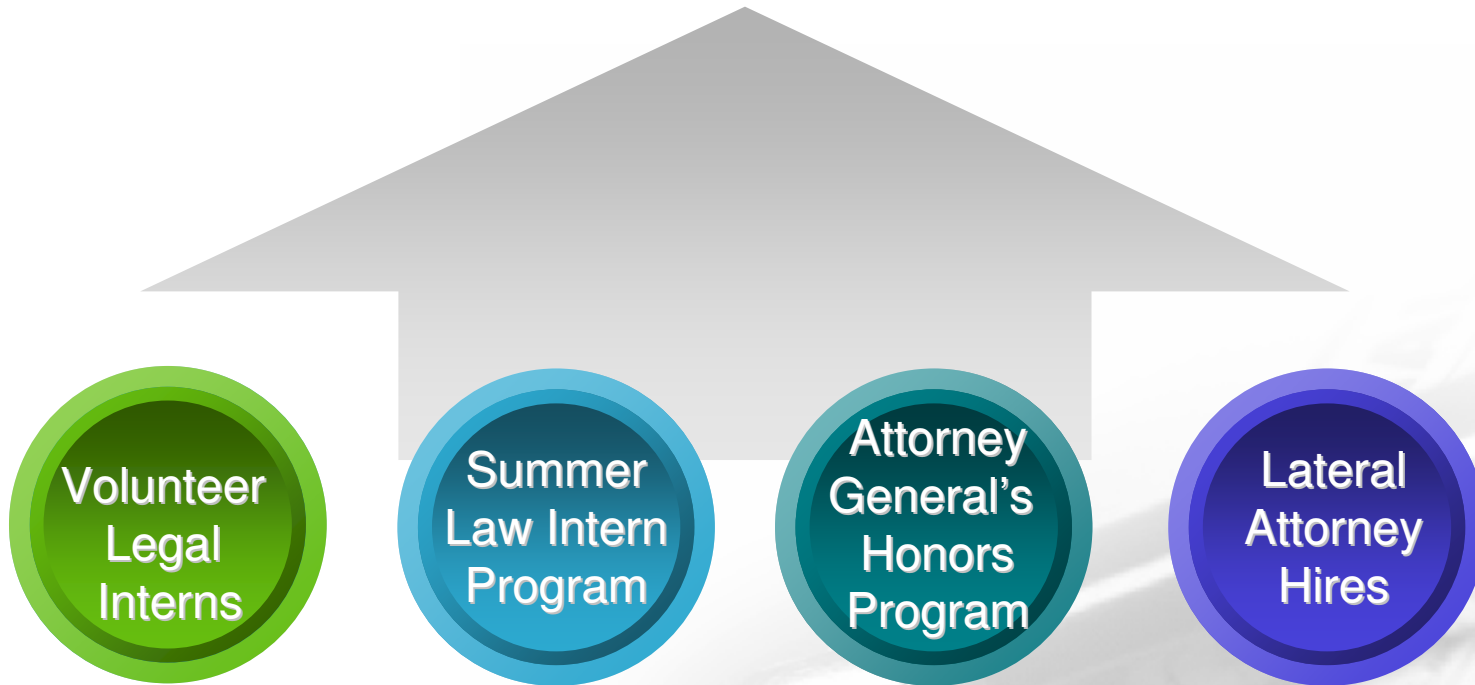 Volunteer
Legal
Interns
Summer
Law Intern
Program
Attorney
General’s
Honors
Program
Lateral
Attorney
Hires